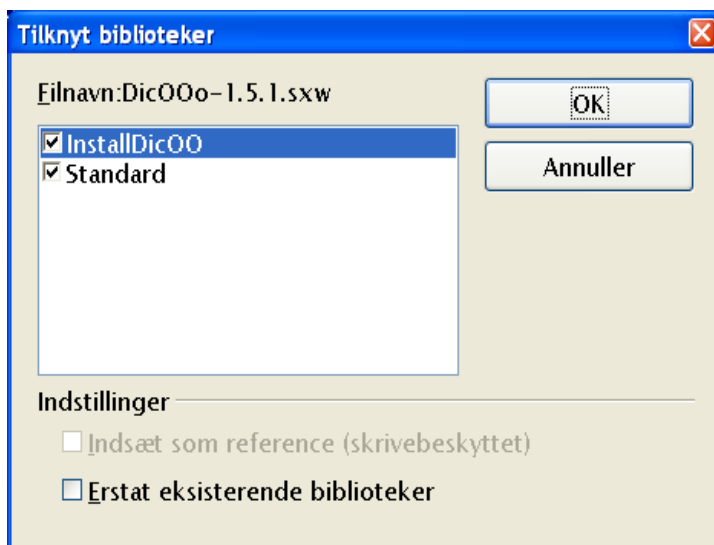 Tilknyt biblioteker
Filnavn:DicOOo-1.5.1.sxw
OK
InstallDicOO
Standard
Annuller
Indstillinger
Indsæt som reference (skrivebeskyttet)
Erstat eksisterende biblioteker